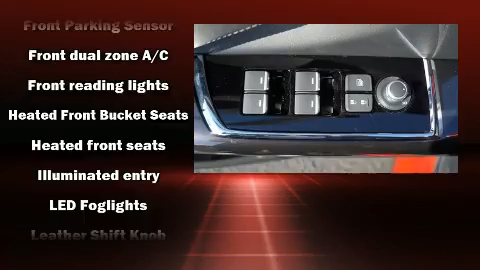 Front Parking Sensor
Front dual zone A/C
Front reading lights
Heated Front Bucket Seats
Heated front seats
Illuminated entry
LED Foglights
Leather Shift Knob